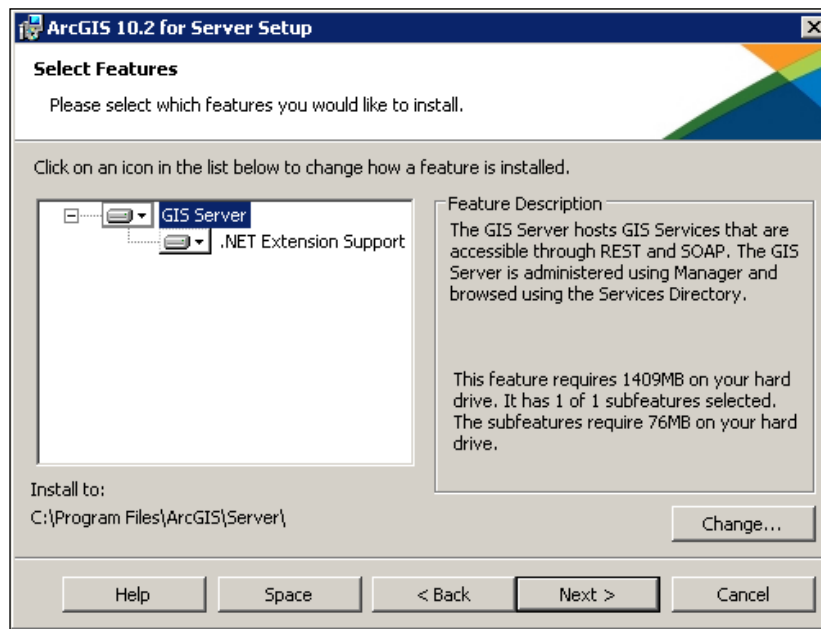 ArcGIS 10.2 for Server Setup
Select Features
Please select which features you would like to install.
Click on an icon in the list below to change how a feature is installed.
GIS Server
.NET Extension Support
Feature Description
The GIS Server hosts GIS Services that are
accessible through REST and SOAP. The GIS
Server is administered using Manager and
browsed using the Services Directory.
This feature requires 1409MB on your hard
drive. It has 1 of 1 subfeatures selected.
The subfeatures require 76MB on your hard
drive.
Install to:
C:\Program Files\ArcGIS\Server\
Change...
Help
Space
< Back
Next >
Cancel